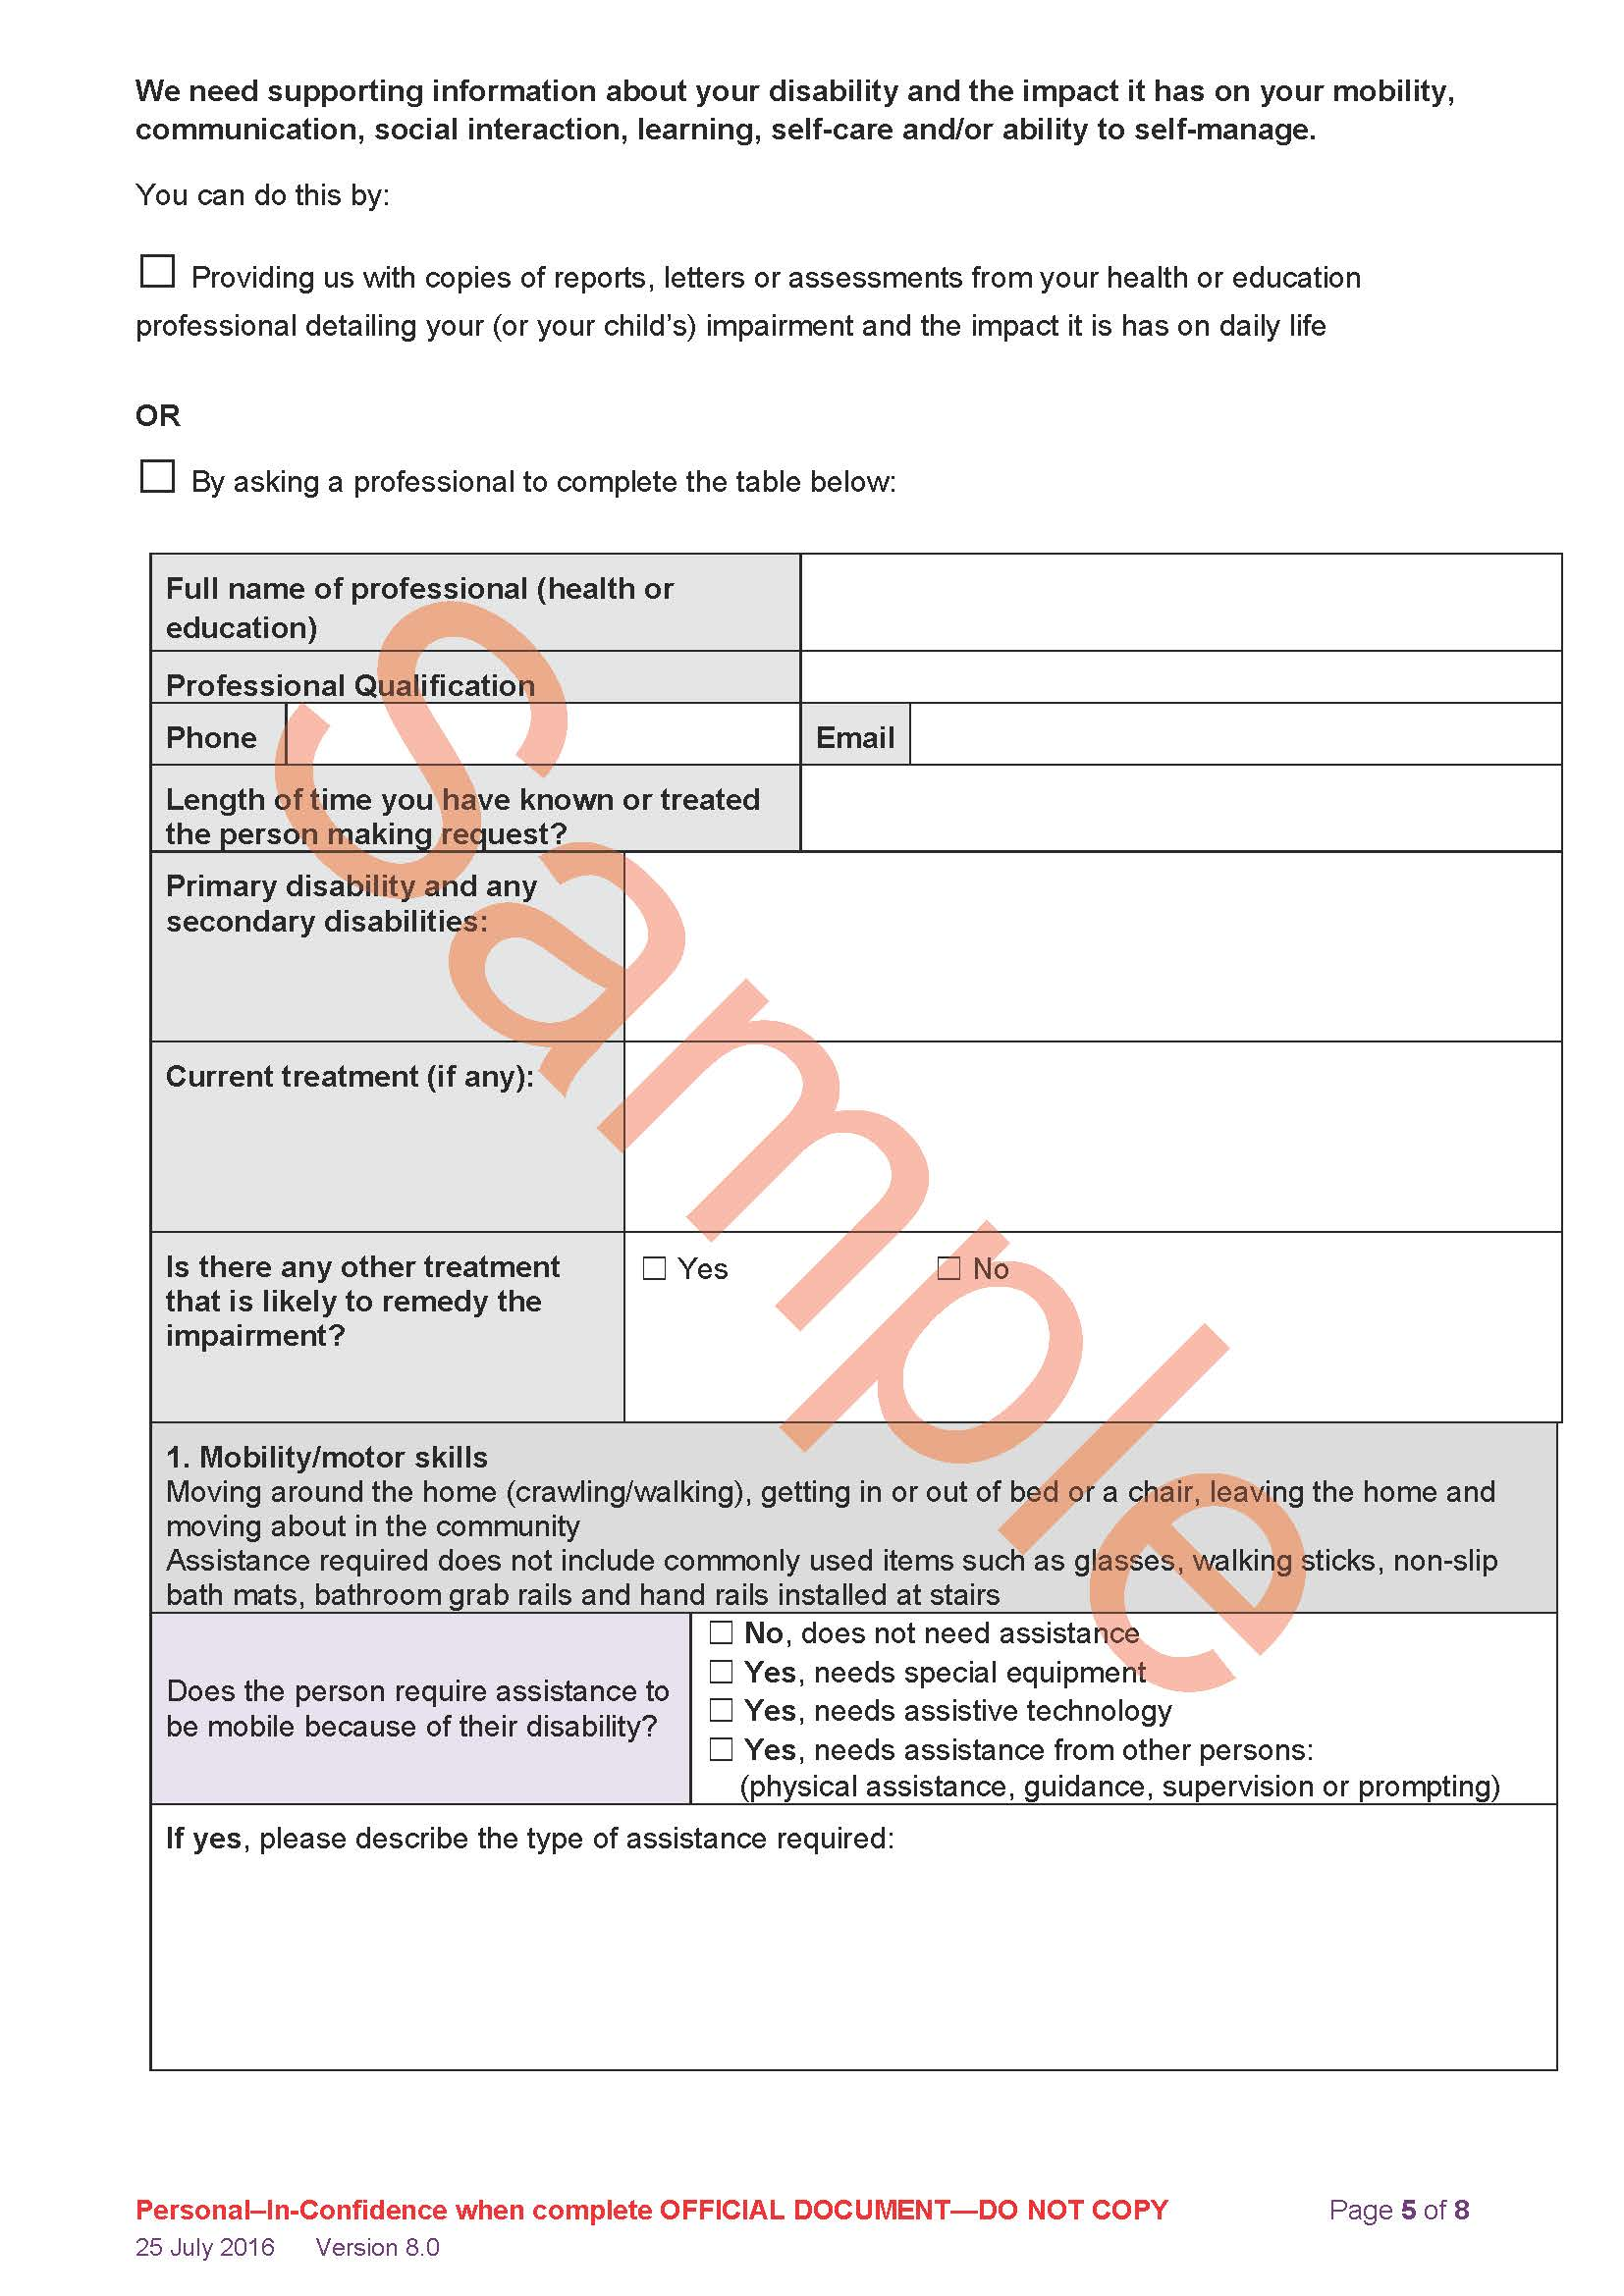 We need supporting information about your disability and the impact it has on your mobility,
communication, social interaction, learning, self-care and/or ability to self-manage.
You can do this by:
☐ Providing us with copies of reports, letters or assessments from your health or education
professional detailing your (or your child’s) impairment and the impact it is has on daily life
OR
☐ By asking a professional to complete the table below:
Full name of professional (health or
education)
Professional Qualification
Phone
Email
Length of time you have known or treated
the person making request?
Primary disability and any
secondary disabilities:
Current treatment (if any):
Is there any other treatment
that is likely to remedy the
impairment?
☐ Yes ☐ No
1. Mobility/motor skills
Moving around the home (crawling/walking), getting in or out of bed or a chair, leaving the home and
moving about in the community
Assistance required does not include commonly used items such as glasses, walking sticks, non-slip
bath mats, bathroom grab rails and hand rails installed at stairs
Does the person require assistance to
be mobile because of their disability?
☐ No, does not need assistance
☐ Yes, needs special equipment
☐ Yes, needs assistive technology
☐ Yes, needs assistance from other persons:
(physical assistance, guidance, supervision or prompting)
If yes, please describe the type of assistance required:
Sample
Personal–In-Confidence when complete OFFICIAL DOCUMENT—DO NOT COPY
Page 5 of 8
25 July 2016 Version 8.0